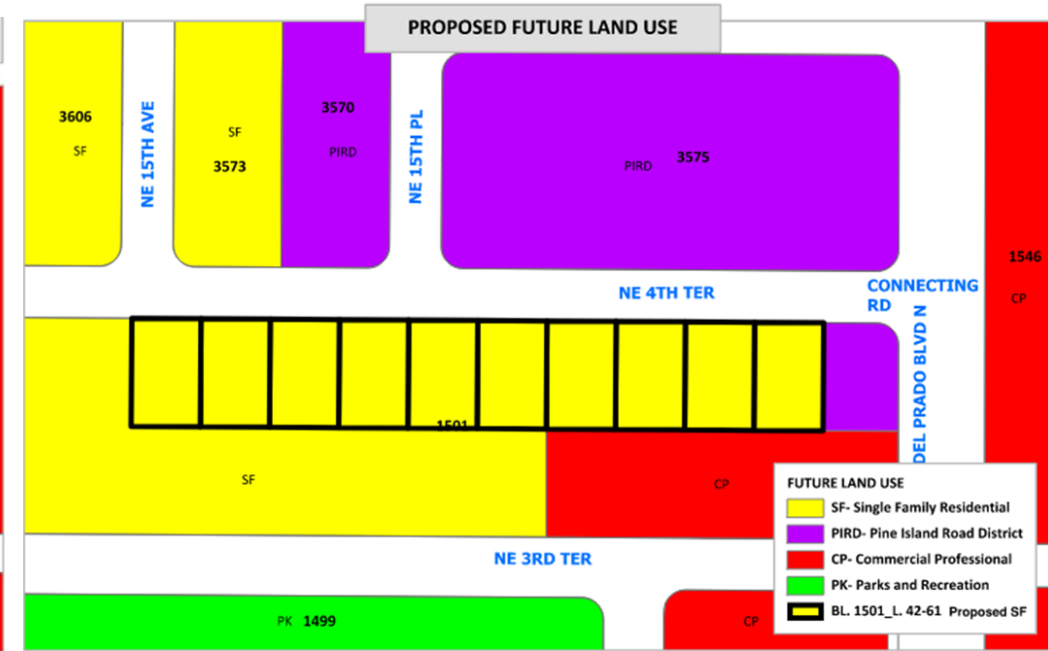 PROPOSED FUTURE LAND USE
3606
SF
NE 15TH AVE
SF
3573
3570
PIRD
NE 15TH PL
PIRD 3575
1546
CP
NE 4TH TER
CONNECTING
RD
DEL PRADO BLVD N
1501
SF
CP
NE 3RD TER
PK 1499
CP
FUTURE LAND USE
SF- Single Family Residential
PIRD- Pine Island Road District
CP- Commercial Professional
PK- Parks and Recreation
BL. 1501_L. 42-61 Proposed SF